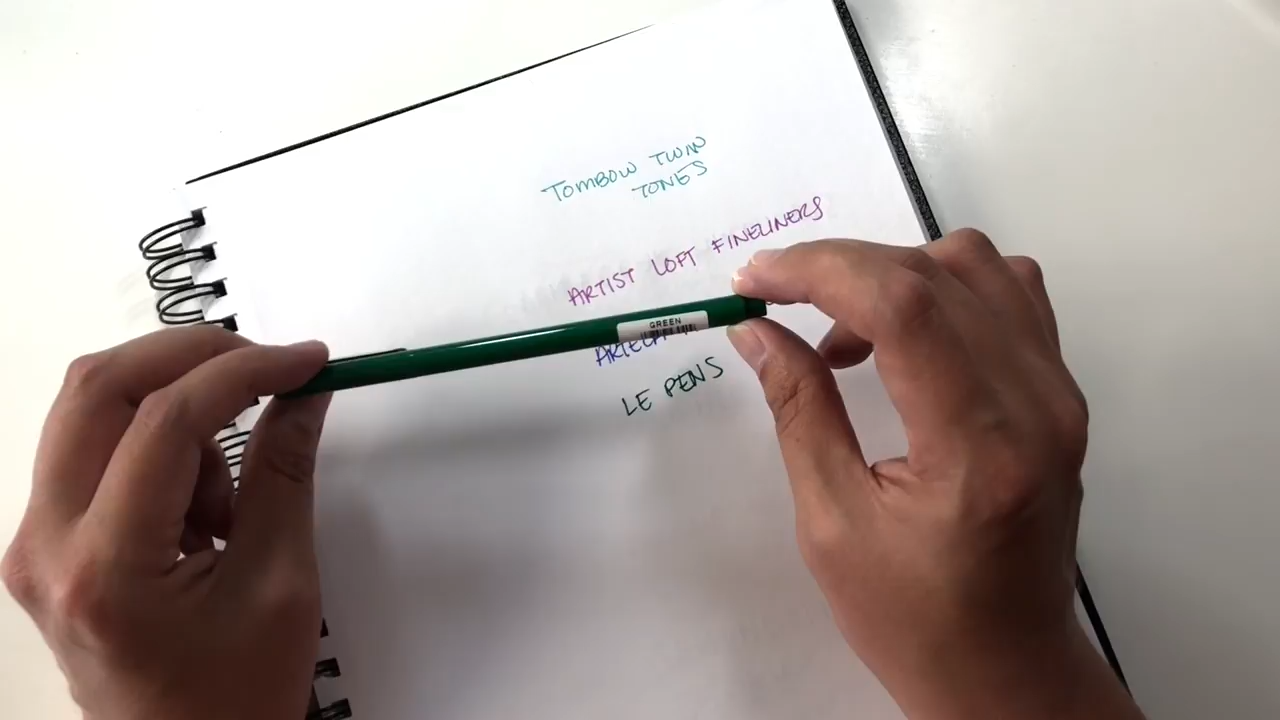 TOMBOW TWIN
TONES
ARTIST LOFT FINELINERS
GREEN
LE PENS